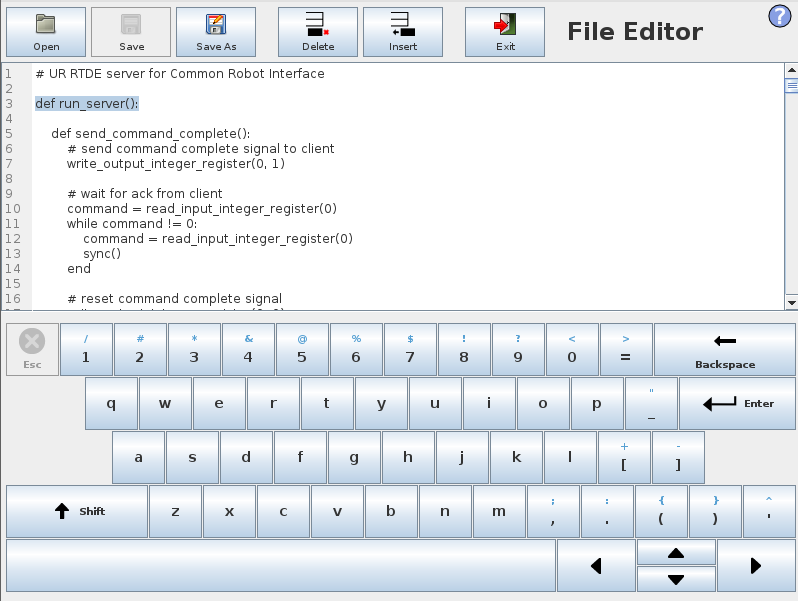 Open Save Save As Delete Insert Exit File Editor ?
1 # UR RTDE server for Common Robot Interface
2
3 def run_server():
4
5 def send_command_complete():
6 # send command complete signal to client
7 write_output_integer_register(0, 1)
8
9 # wait for ack from client
10 command = read_input_integer_register(0)
11 while command != 0:
12 command = read_input_integer_register(0)
13 sync()
14 end
15
16 # reset command complete signal
Esc / 1 # 2 * 3 & 4 @ 5 % 6 $ 7 ! 8 ? 9 < 0 > = Backspace
q w e r t y u i o p " _ Enter
a s d f g h j k l + [ - ]
Shift z x c v b n m ; , : . { ( } ) ^ '